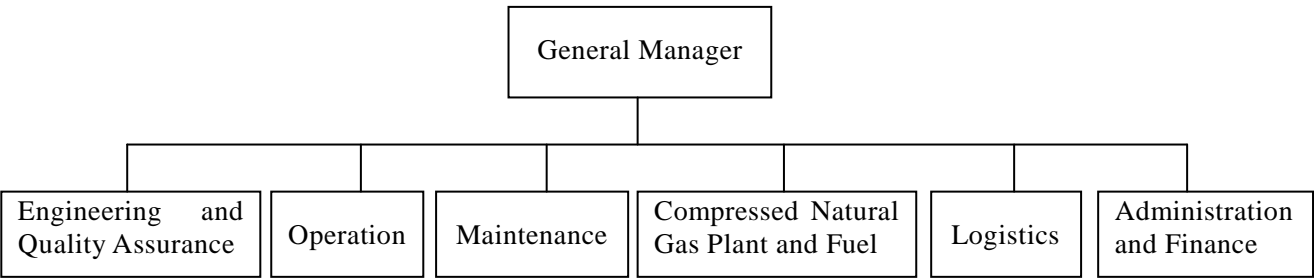 General Manager
Engineering and
Quality Assurance
Operation
Maintenance
Compressed Natural
Gas Plant and Fuel
Logistics
Administration
and Finance